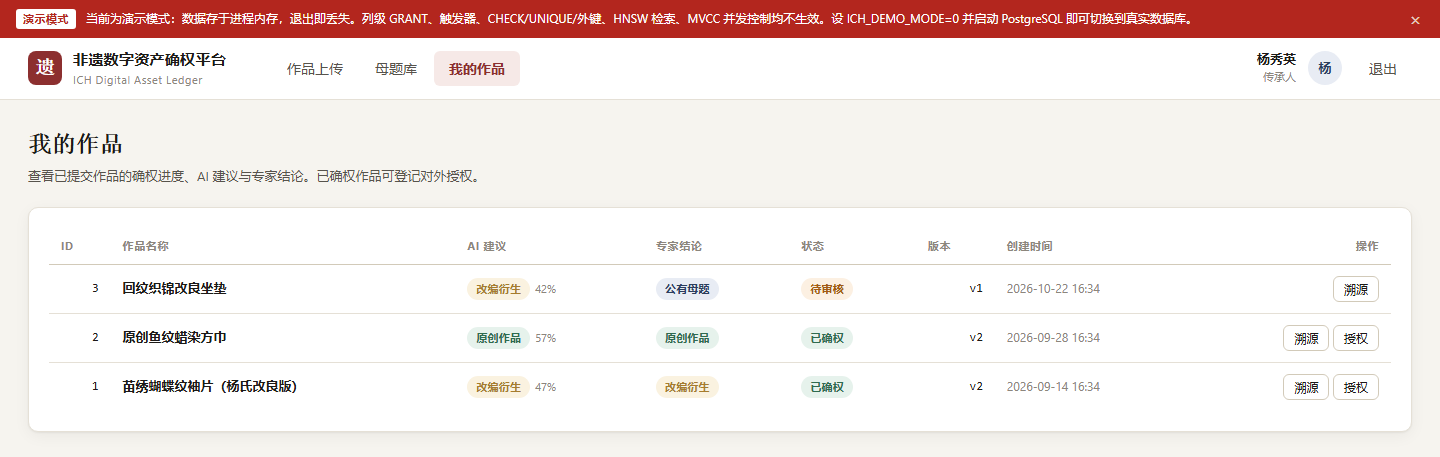 演示模式 当前为演示模式：数据存于进程内存，退出即丢失。列级 GRANT、触发器、CHECK/UNIQUE/外键、HNSW 检索、MVCC 并发控制均不生效。设 ICH_DEMO_MODE=0 并启动 PostgreSQL 即可切换到真实数据库。 ×
遗 非遗数字资产确权平台
ICH Digital Asset Ledger
作品上传 母题库 我的作品
杨秀英
传承人
杨 退出
我的作品
查看已提交作品的确权进度、AI 建议与专家结论。已确权作品可登记对外授权。
ID 作品名称 AI 建议 专家结论 状态 版本 创建时间 操作
3 回纹织锦改良坐垫 改编衍生 42% 公有母题 待审核 v1 2026-10-22 16:34 溯源
2 原创鱼纹蜡染方巾 原创作品 57% 原创作品 已确权 v2 2026-09-28 16:34 溯源 授权
1 苗绣蝴蝶纹袖片（杨氏改良版） 改编衍生 47% 改编衍生 已确权 v2 2026-09-14 16:34 溯源 授权